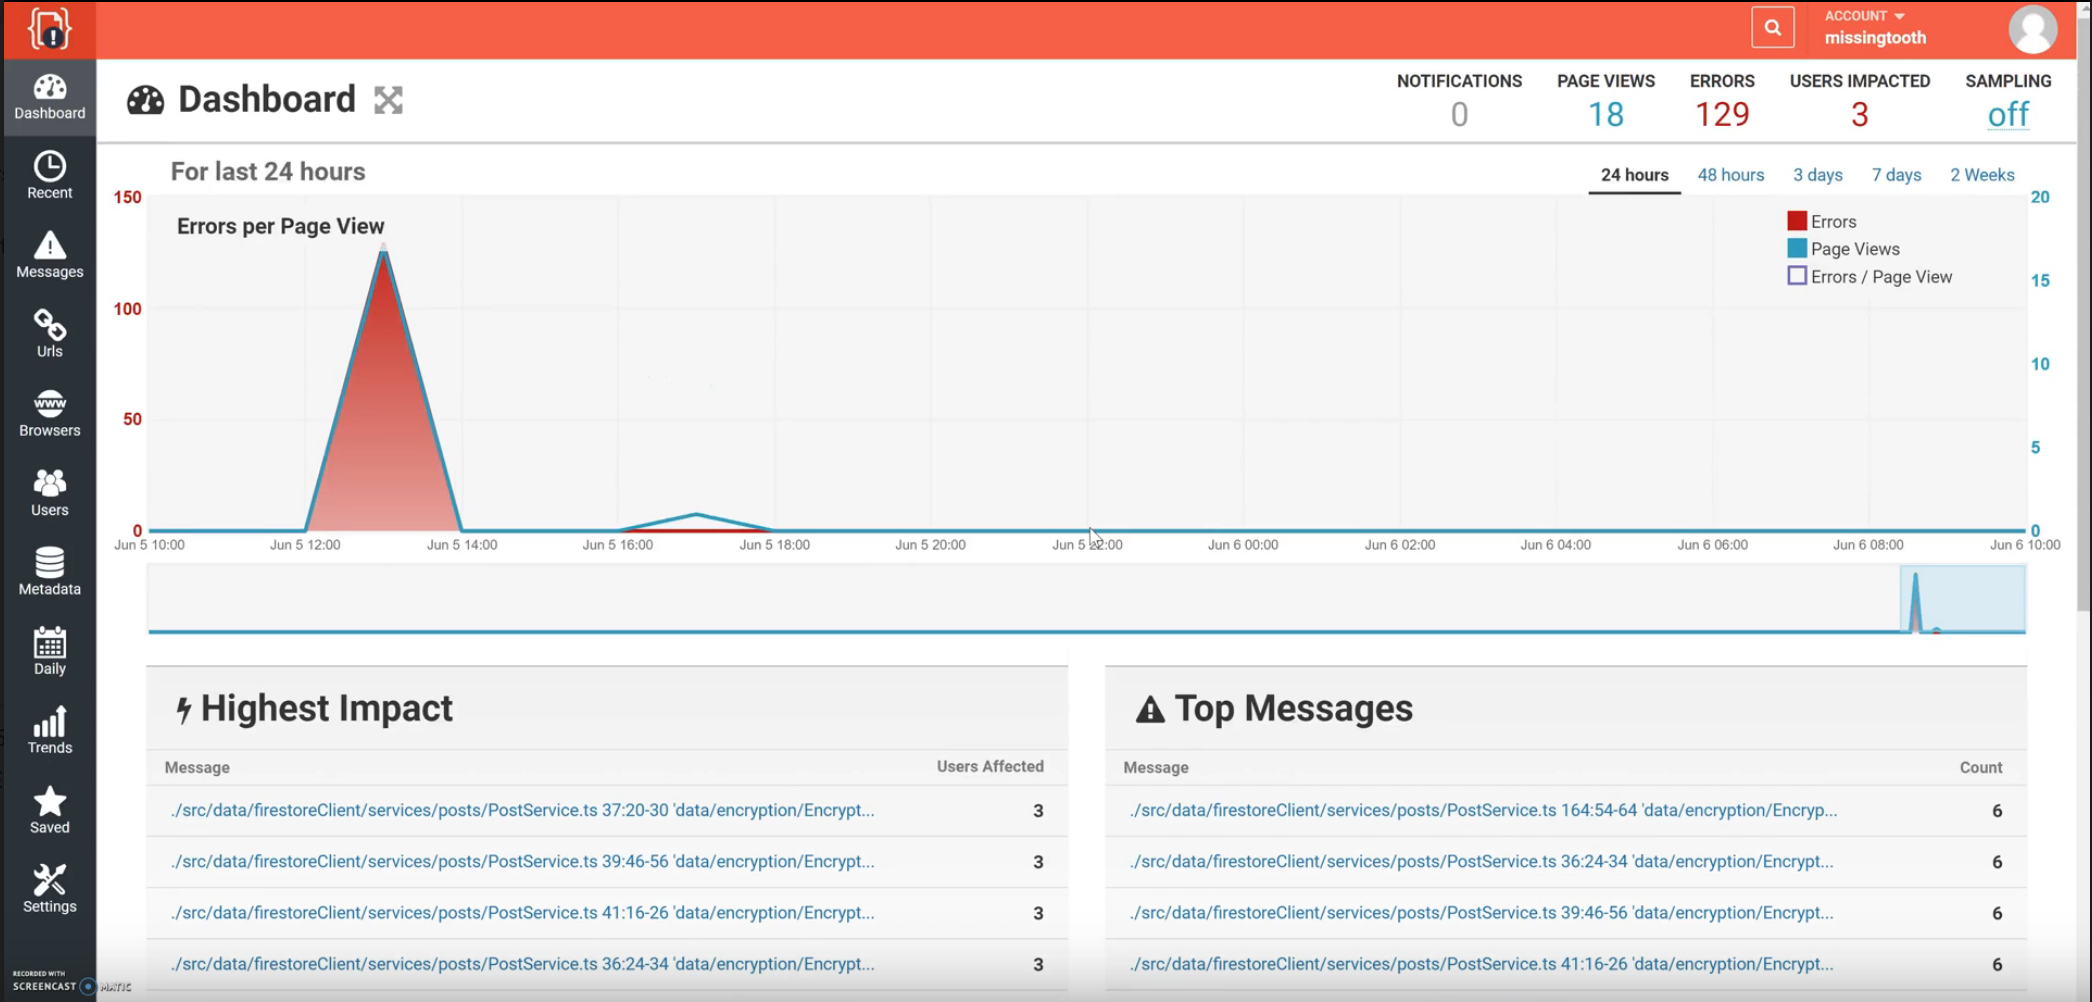 ACCOUNT
missingtooth
Dashboard
Recent
Messages
Urls
www
Browsers
Users
Metadata
Daily
Trends
Saved
Settings
RECORDED WITH
SCREENCAST MATIC
Dashboard
NOTIFICATIONS
0
PAGE VIEWS
18
ERRORS
129
USERS IMPACTED
3
SAMPLING
off
For last 24 hours
24 hours 48 hours 3 days 7 days 2 Weeks
Errors per Page View
Errors
Page Views
Errors / Page View
150
100
50
0
20
15
10
5
0
Jun 5 10:00 Jun 5 12:00 Jun 5 14:00 Jun 5 16:00 Jun 5 18:00 Jun 5 20:00 Jun 5 22:00 Jun 6 00:00 Jun 6 02:00 Jun 6 04:00 Jun 6 06:00 Jun 6 08:00 Jun 6 10:00
Highest Impact
Message Users Affected
./src/data/firestoreClient/services/posts/PostService.ts 37:20-30 'data/encryption/Encrypt... 3
./src/data/firestoreClient/services/posts/PostService.ts 39:46-56 'data/encryption/Encrypt... 3
./src/data/firestoreClient/services/posts/PostService.ts 41:16-26 'data/encryption/Encrypt... 3
./src/data/firestoreClient/services/posts/PostService.ts 36:24-34 'data/encryption/Encrypt... 3
Top Messages
Message Count
./src/data/firestoreClient/services/posts/PostService.ts 164:54-64 'data/encryption/Encryp... 6
./src/data/firestoreClient/services/posts/PostService.ts 36:24-34 'data/encryption/Encrypt... 6
./src/data/firestoreClient/services/posts/PostService.ts 39:46-56 'data/encryption/Encrypt... 6
./src/data/firestoreClient/services/posts/PostService.ts 41:16-26 'data/encryption/Encrypt... 6